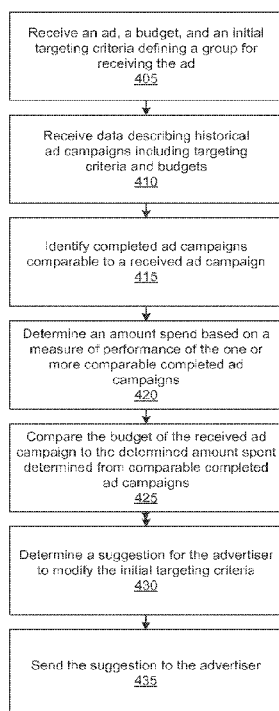 Receive an ad, a budget, and an initial
targeting criteria defining a group for
receiving the ad
405
Receive data describing historical
ad campaigns including targeting
criteria and budgets
410
Identify completed ad campaigns
comparable to a received ad campaign
415
Determine an amount spend based on a
measure of performance of the one or
more comparable completed ad
campaigns
420
Compare the budget of the received ad
campaign to the determined amount spent
determined from comparable completed
ad campaigns
425
Determine a suggestion for the advertiser
to modify the initial targeting criteria
430
Send the suggestion to the advertiser
435